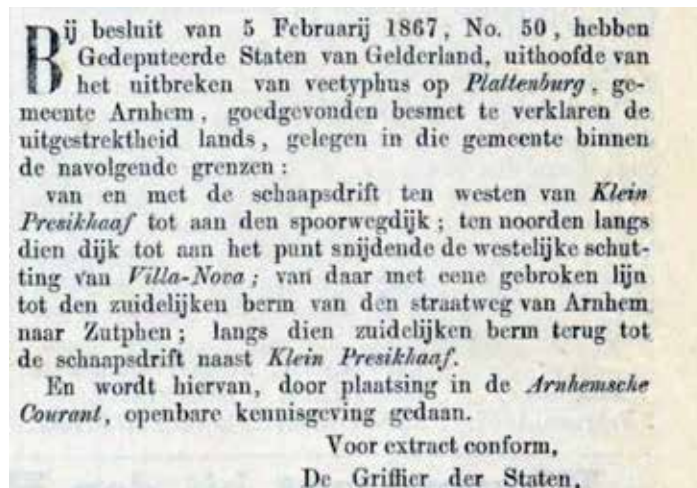 Bij besluit van 5 Februarij 1867, No. 50, hebben
Gedeputeerde Staten van Gelderland, uithoofde van
het uitbreken van veetyphus op Plattenburg, ge-
meente Arnhem, goedgevonden besmet te verklaren de
uitgestrektheid lands, gelegen in die gemeente binnen
de navolgende grenzen:
van en met de schaapsdrift ten westen van Klein
Presikhaaf tot aan den spoorwegdijk; ten noorden langs
dien dijk tot aan het punt snijdende de westelijke schut-
ting van Villa-Nova; van daar met eene gebroken lijn
tot den zuidelijken berm van den straatweg van Arnhem
naar Zutphen; langs dien zuidelijken berm terug tot
de schaapsdrift naast Klein Presikhaaf.
En wordt hiervan, door plaatsing in de Arnhemsche
Courant, openbare kennisgeving gedaan.
Voor extract conform,
De Griffier der Staten,